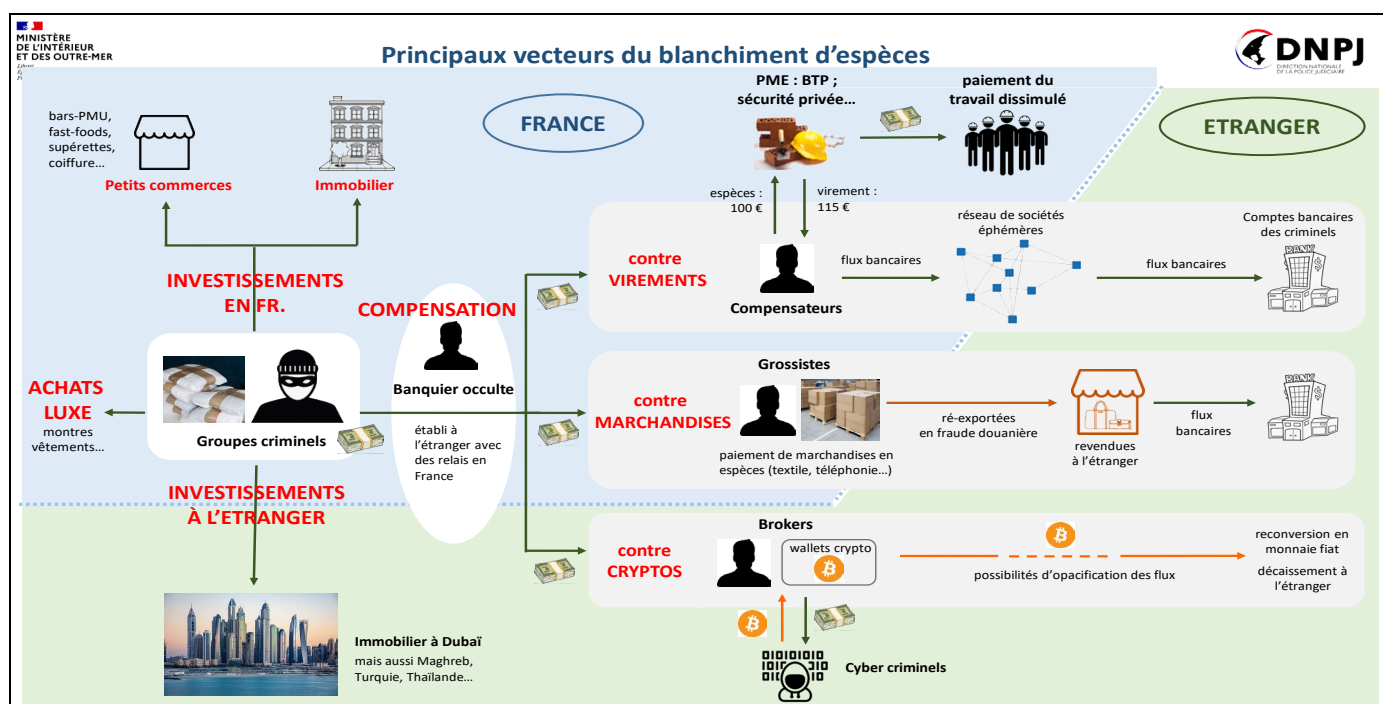 MINISTÈRE
DE L'INTÉRIEUR
ET DES OUTRE-MER
Principaux vecteurs du blanchiment d'espèces
DNPJ
DIRECTION NATIONALE
DE LA POLICE JUDICIAIRE
FRANCE
ETRANGER
bars-PMU,
fast-foods,
supérettes,
coiffure…
Petits commerces
Immobilier
PME : BTP ;
sécurité privée…
paiement du
travail dissimulé
espèces :
100 €
virement :
115 €
INVESTISSEMENTS
EN FR.
COMPENSATION
Banquier occulte
établi à
l'étranger avec
des relais en
France
ACHATS
LUXE
montres
vêtements…
Groupes criminels
INVESTISSEMENTS
À L'ETRANGER
Immobilier à Dubaï
mais aussi Maghreb,
Turquie, Thaïlande…
contre
VIREMENTS
Compensateurs
flux bancaires
réseau de sociétés
éphémères
flux bancaires
Comptes bancaires
des criminels
BANK
contre
MARCHANDISES
Grossistes
paiement de marchandises en
espèces (textile, téléphonie…)
ré-exportées
en fraude douanière
revendues
à l'étranger
flux
bancaires
BANK
contre
CRYPTOS
Brokers
wallets crypto
possibilités d'opacification des flux
reconversion en
monnaie fiat
décaissement à
l'étranger
Cyber criminels